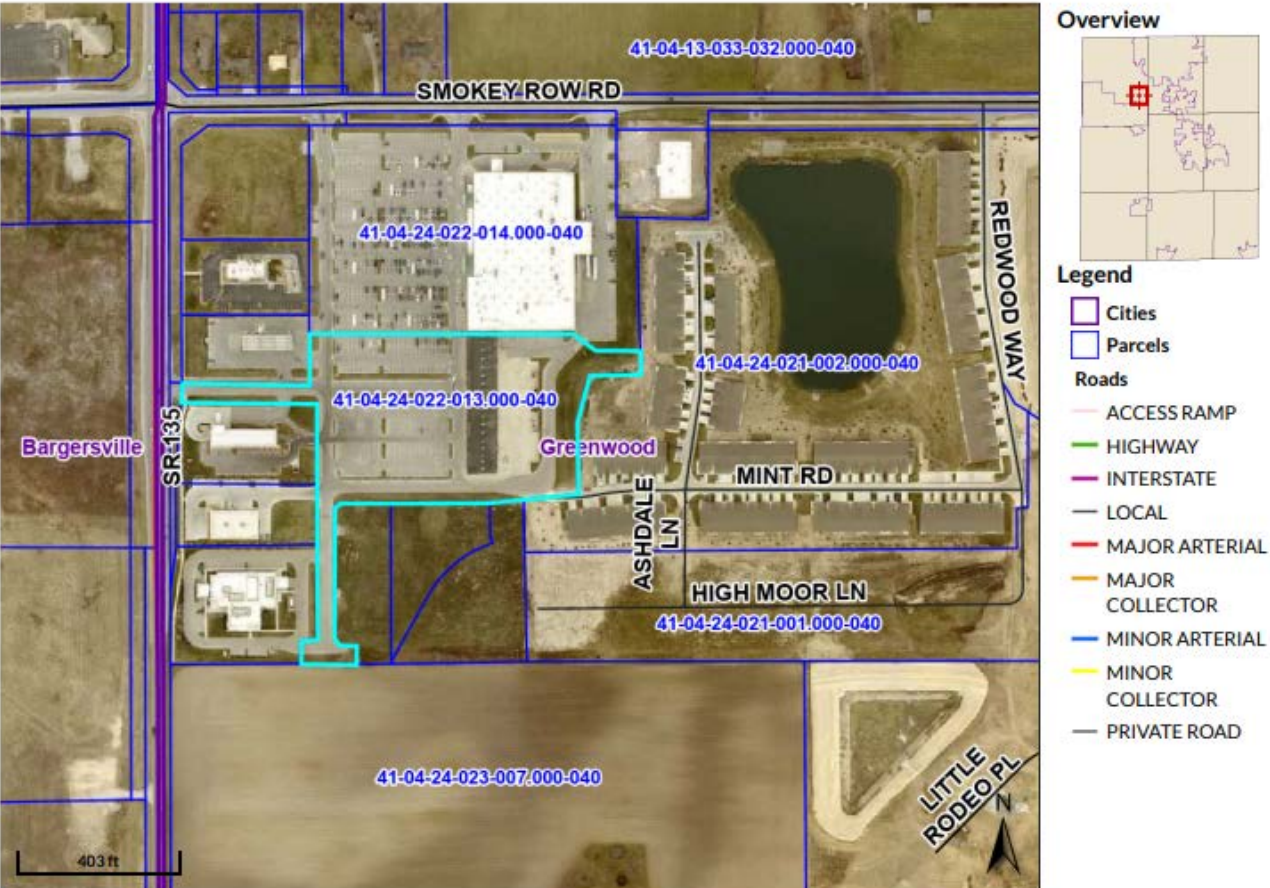 41-04-13-033-032.000-040
SMOKEY ROW RD
41-04-24-022-014.000-040
REDWOOD WAY
41-04-24-021-002.000-040
41-04-24-022-013.000-040
SR 135
Bargersville
Greenwood
MINT RD
ASHDALE
LN
HIGH MOOR LN
41-04-24-021-001.000-040
41-04-24-023-007.000-040
LITTLE
RODEO PL
N
403 ft
Overview
Legend
Cities
Parcels
Roads
ACCESS RAMP
HIGHWAY
INTERSTATE
LOCAL
MAJOR ARTERIAL
MAJOR
COLLECTOR
MINOR ARTERIAL
MINOR
COLLECTOR
PRIVATE ROAD